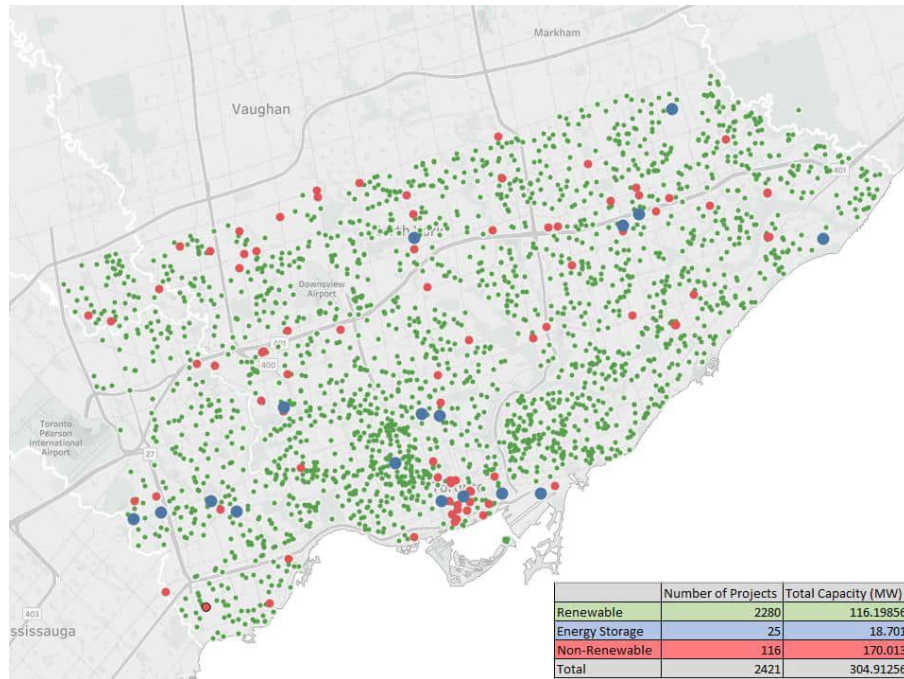 Markham
Vaughan
401
Downsview
Airport
401
400
Toronto
Pearson
International
Airport
27
403
ssissauga
Number of Projects Total Capacity (MW)
Renewable 2280 116.19856
Energy Storage 25 18.701
Non-Renewable 116 170.013
Total 2421 304.91256